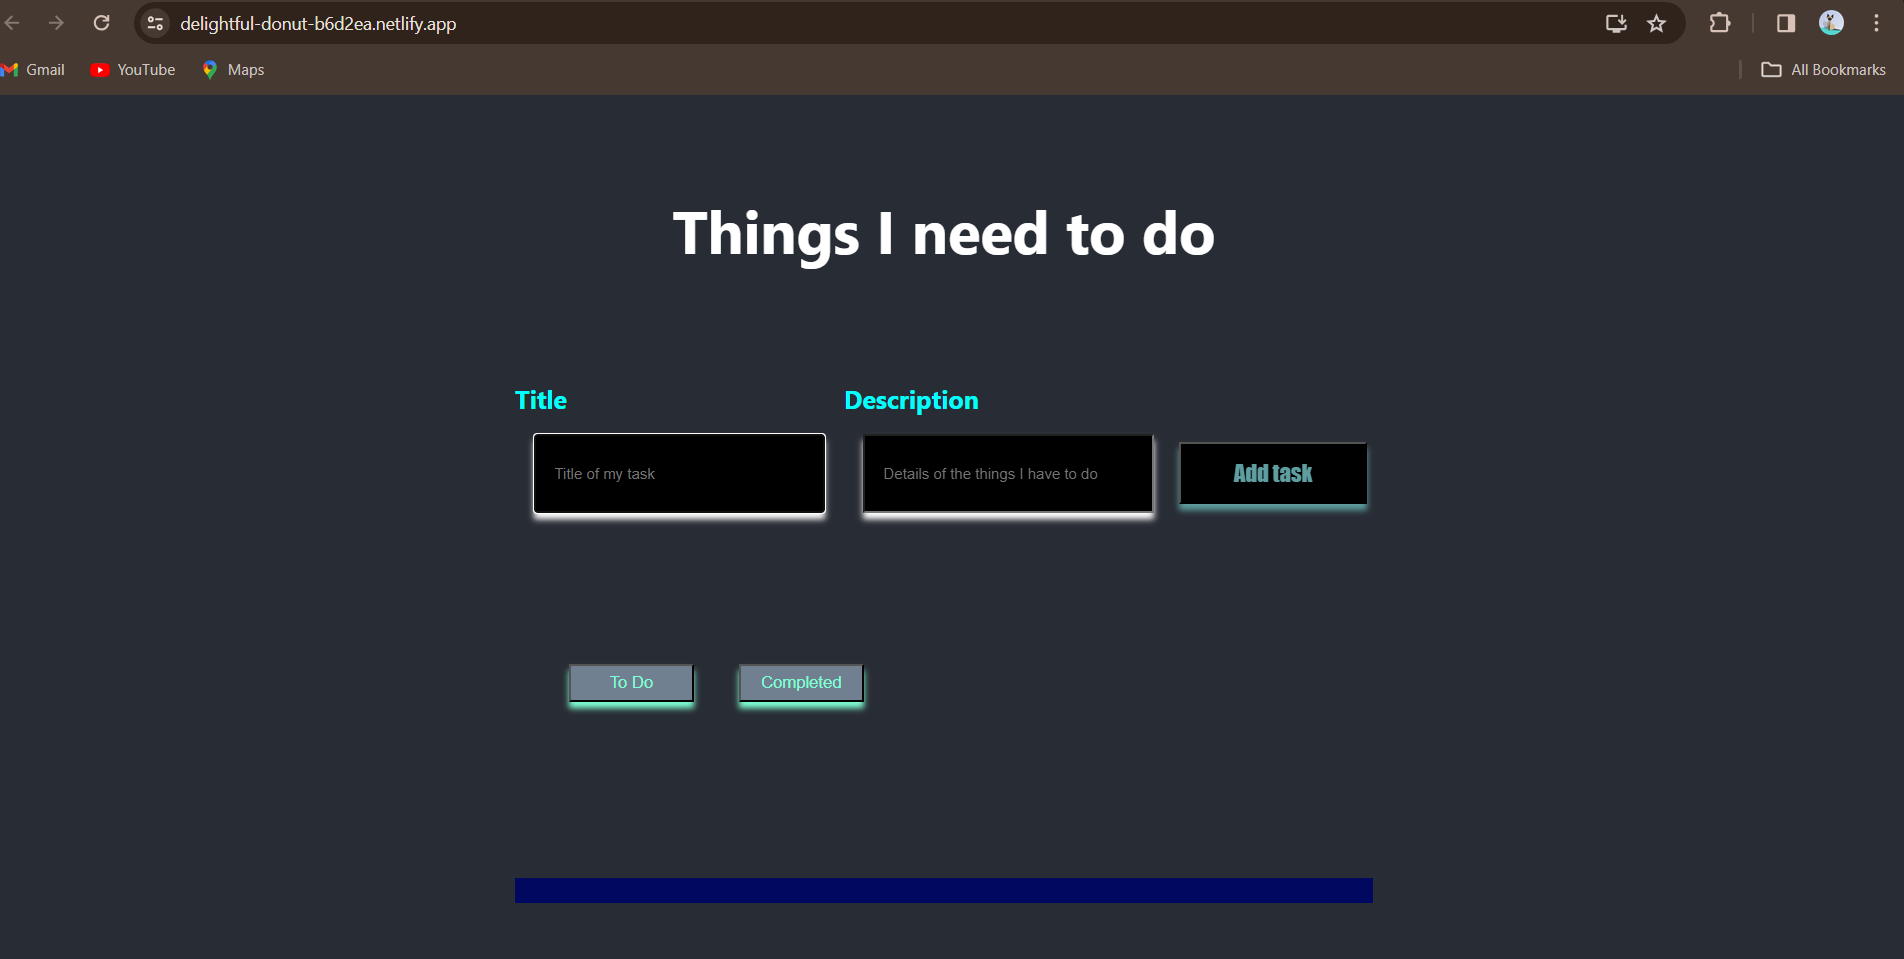 delightful-donut-b6d2ea.netlify.app
Gmail YouTube Maps All Bookmarks
Things I need to do
Title Description
Title of my task Details of the things I have to do Add task
To Do Completed